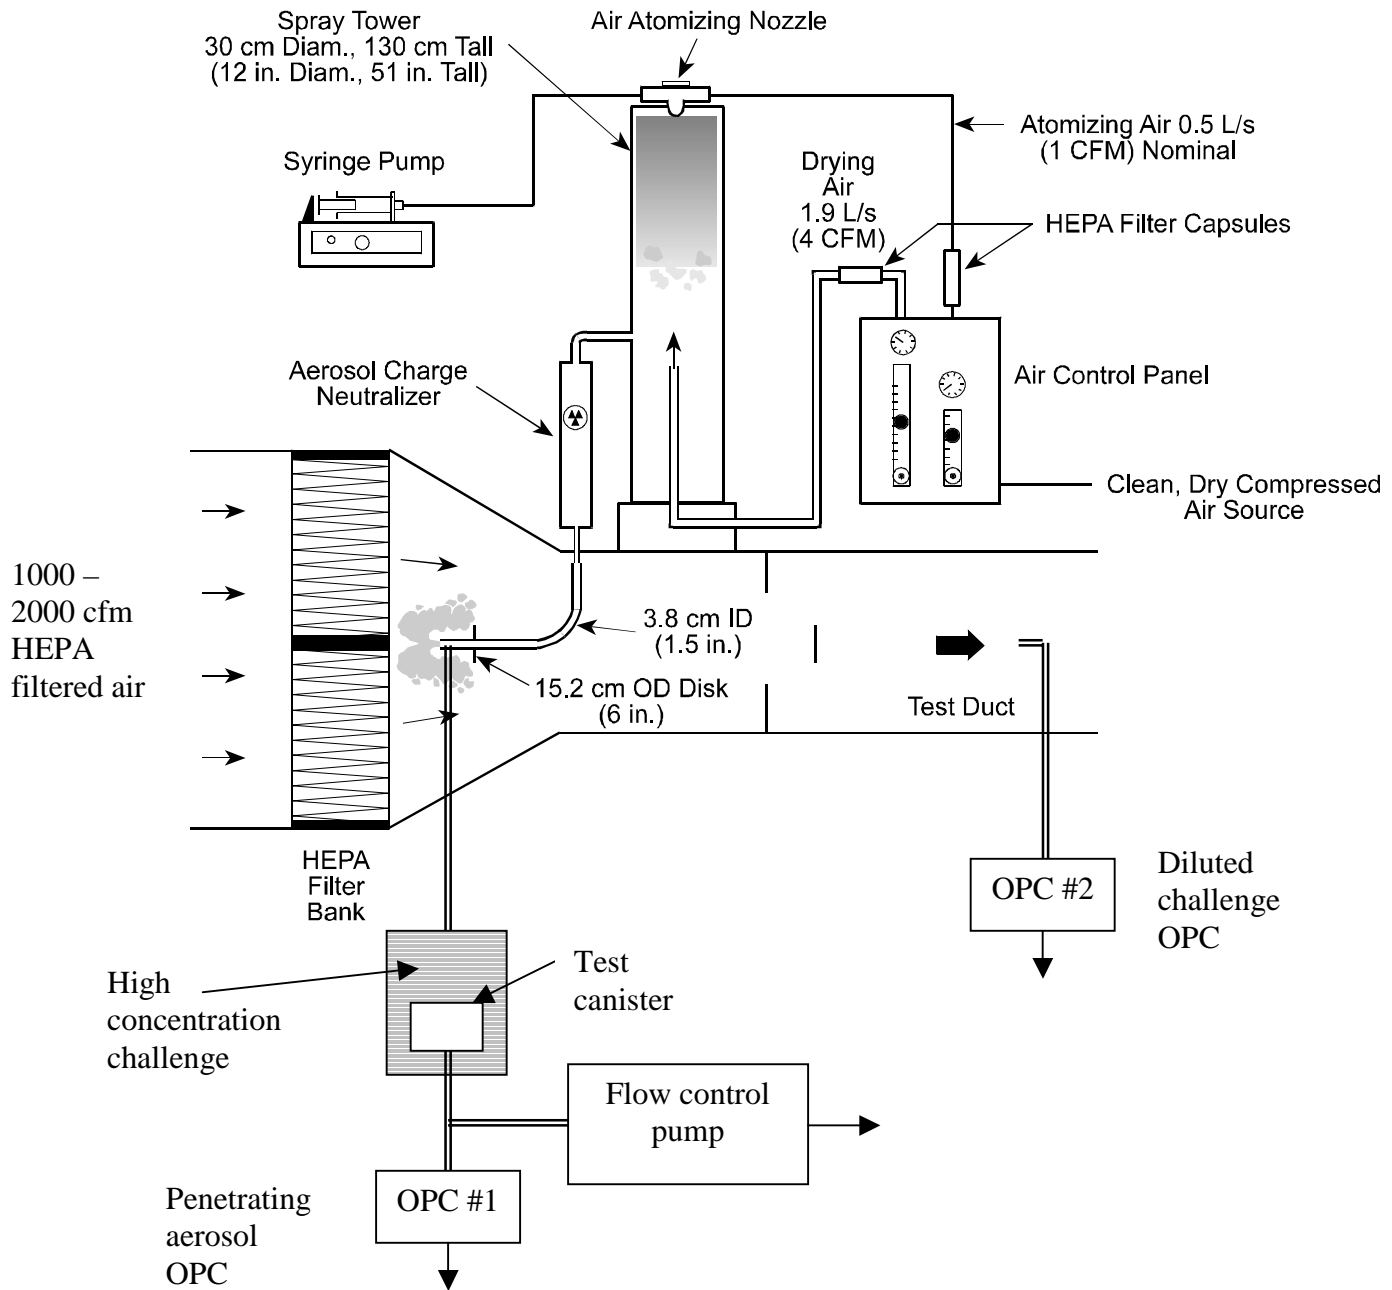 Spray Tower
30 cm Diam., 130 cm Tall
(12 in. Diam., 51 in. Tall)
Air Atomizing Nozzle
Atomizing Air 0.5 L/s
(1 CFM) Nominal
Syringe Pump
Drying
Air
1.9 L/s
(4 CFM)
HEPA Filter Capsules
Aerosol Charge
Neutralizer
Air Control Panel
Clean, Dry Compressed
Air Source
1000 –
2000 cfm
HEPA
filtered air
3.8 cm ID
(1.5 in.)
15.2 cm OD Disk
(6 in.)
Test Duct
HEPA
Filter
Bank
OPC #2
Diluted
challenge
OPC
High
concentration
challenge
Test
canister
Flow control
pump
OPC #1
Penetrating
aerosol
OPC